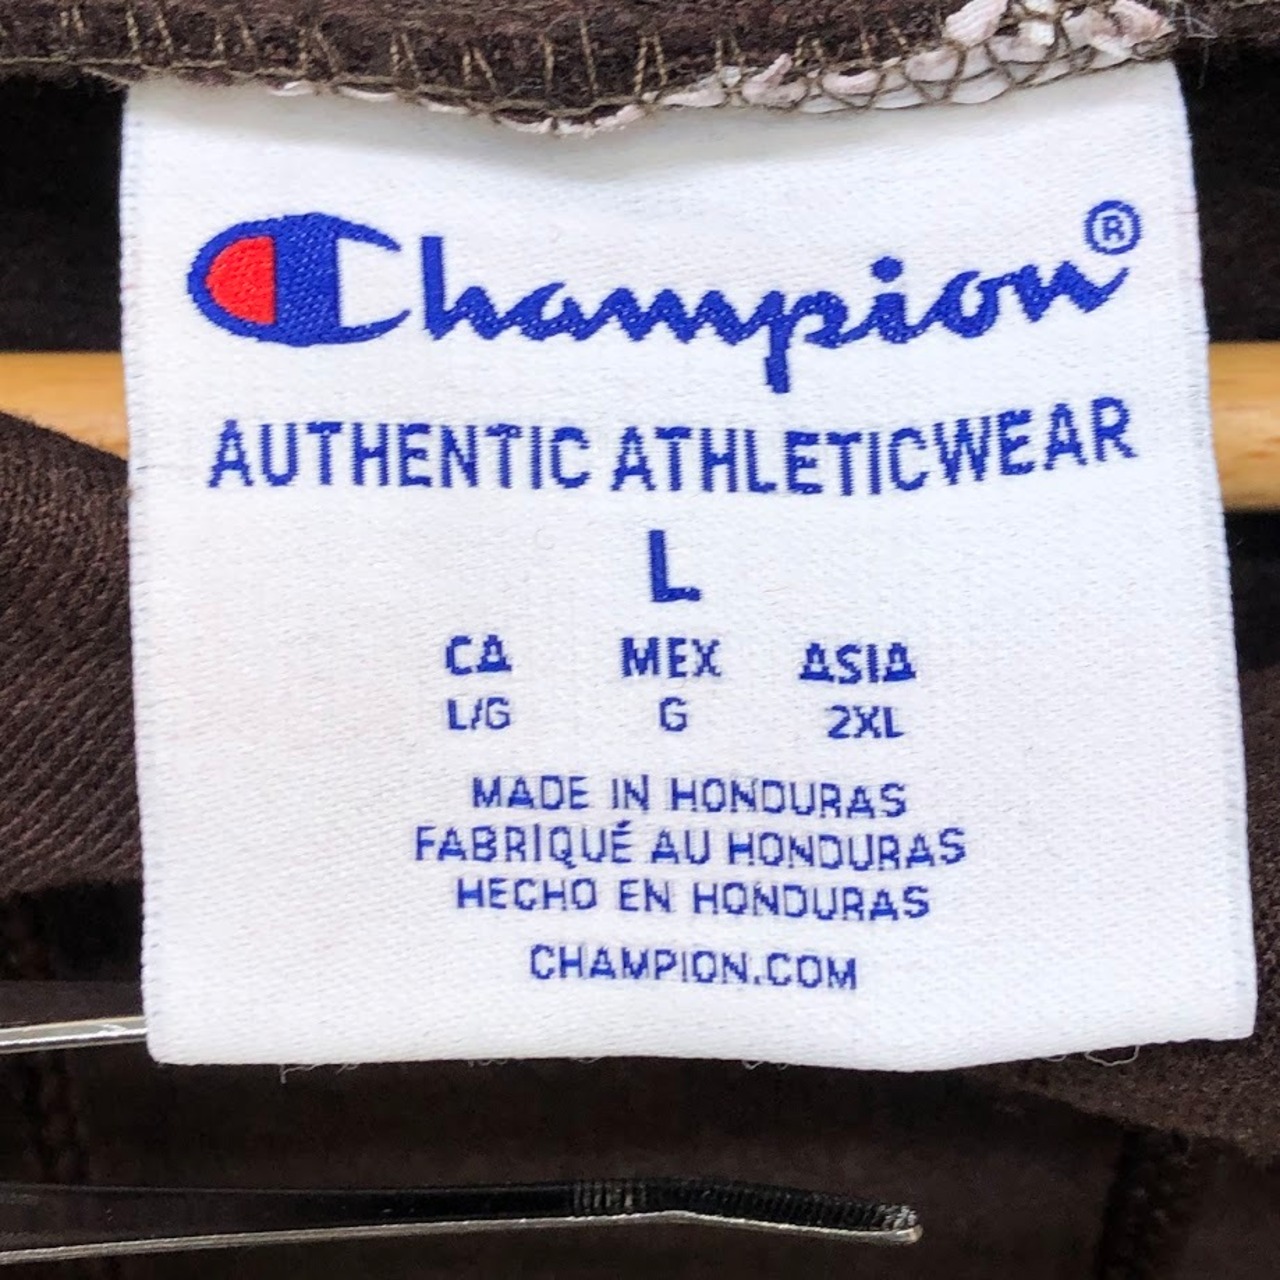 Champion®
AUTHENTIC ATHLETICWEAR
L
CA MEX ASIA
L/G G 2XL
MADE IN HONDURAS
FABRIQUÉ AU HONDURAS
HECHO EN HONDURAS
CHAMPION.COM